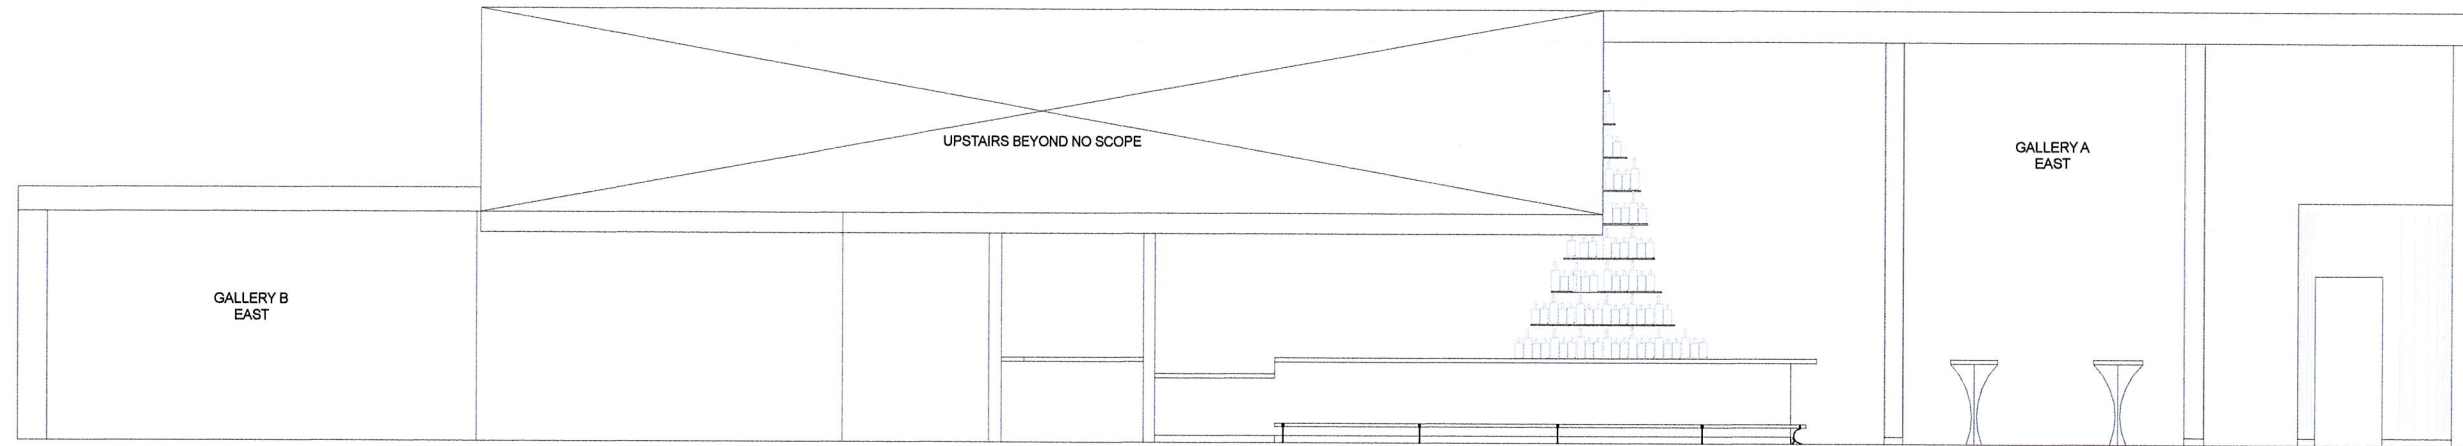 UPSTAIRS BEYOND NO SCOPE
GALLERY A
EAST
GALLERY B
EAST